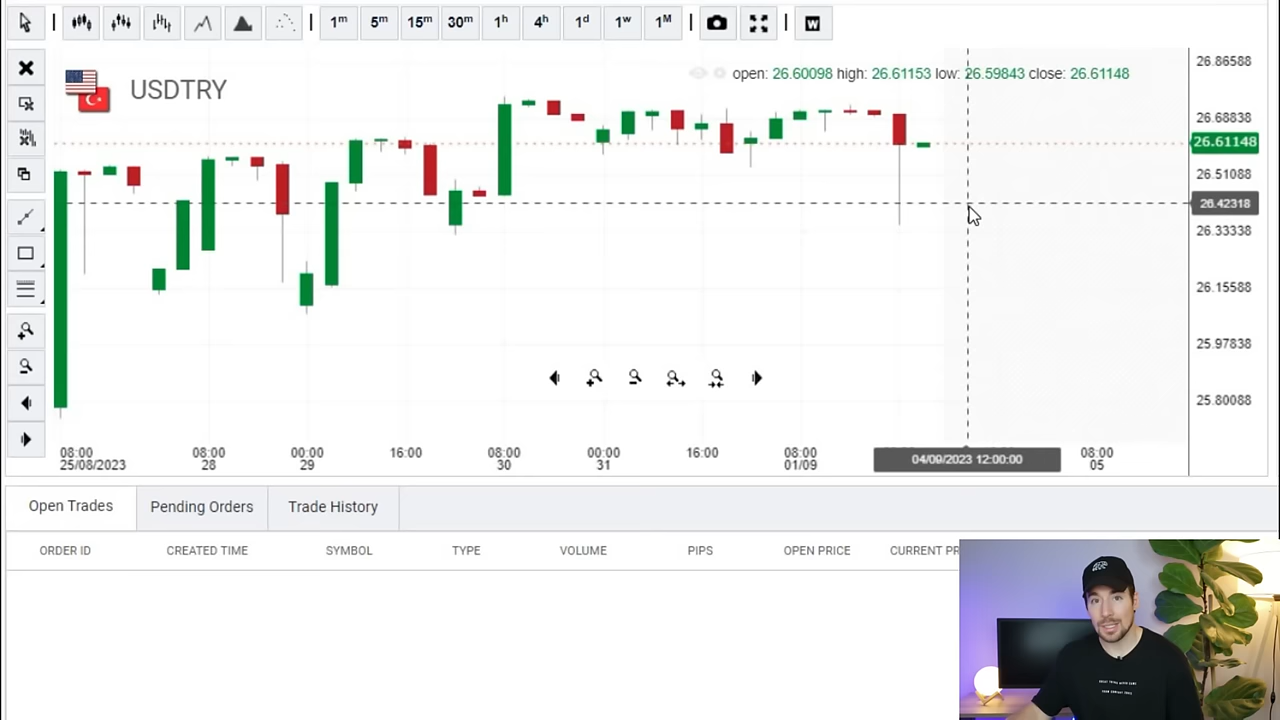 1m 5m 15m 30m 1h 4h 1d 1w 1M W
USDTRY
open: 26.60098 high: 26.61153 low: 26.59843 close: 26.61148
26.86588
26.68838
26.61148
26.51088
26.42318
26.33338
26.15588
25.97838
25.80088
08:00 08:00 00:00 16:00 08:00 00:00 16:00 08:00 04/09/2023 12:00:00 08:00
25/08/2023 28 29 30 31 01/09 05
Open Trades Pending Orders Trade History
ORDER ID CREATED TIME SYMBOL TYPE VOLUME PIPS OPEN PRICE CURRENT PR